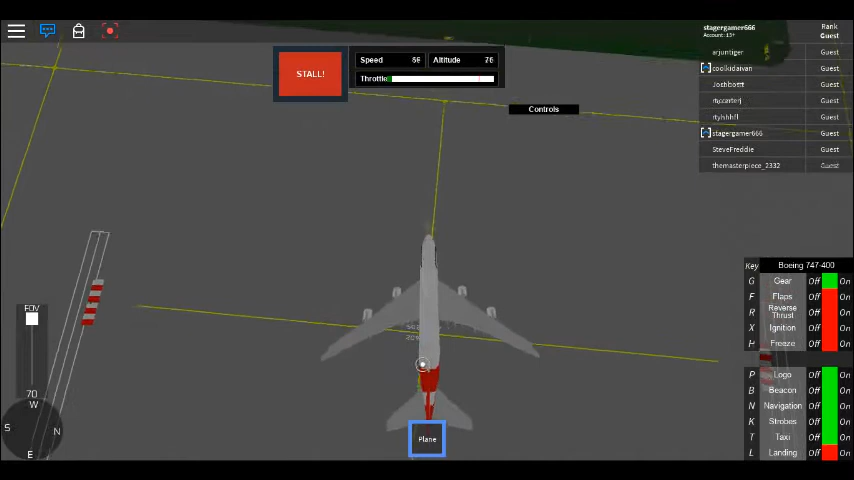 stagergamer666
Account: 13+
Rank
Guest
arjuntiger Guest
coolkidaivan Guest
Guest
Guest
rtyhhhfl Guest
stagergamer666 Guest
SteveFreddie Guest
themasterpiece_2332 Guest
STALL!
Speed 56 Altitude 76
Throttle
Controls
Key Boeing 747-400
G Gear Off On
F Flaps Off On
R Reverse Thrust Off On
X Ignition Off On
H Freeze Off On
P Logo Off On
B Beacon Off On
N Navigation Off On
K Strobes Off On
T Taxi Off On
L Landing Off On
FOV
70
W
S
N
E
Plane